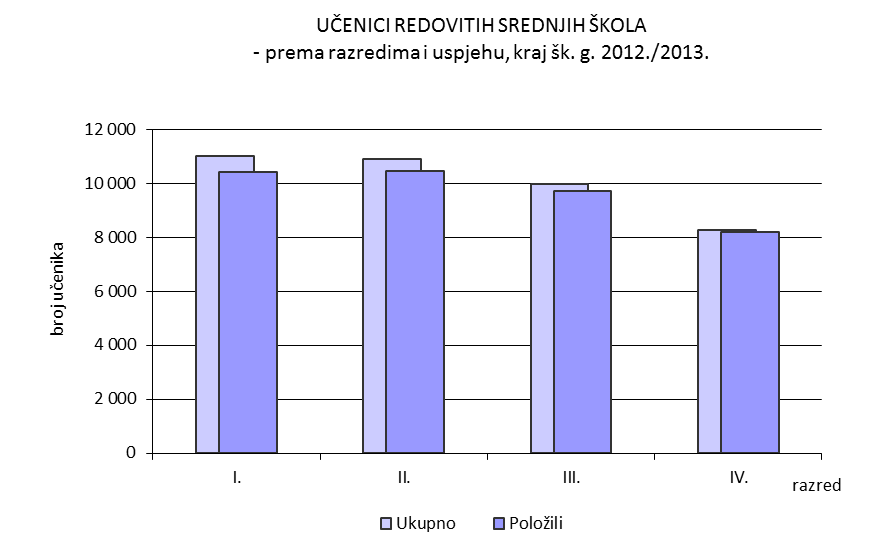 UČENICI REDOVITIH SREDNJIH ŠKOLA
- prema razredima i uspjehu, kraj šk. g. 2012./2013.
12 000
10 000
8 000
6 000
4 000
2 000
0
broj učenika
I.
II.
III.
IV.
razred
Ukupno
Položili